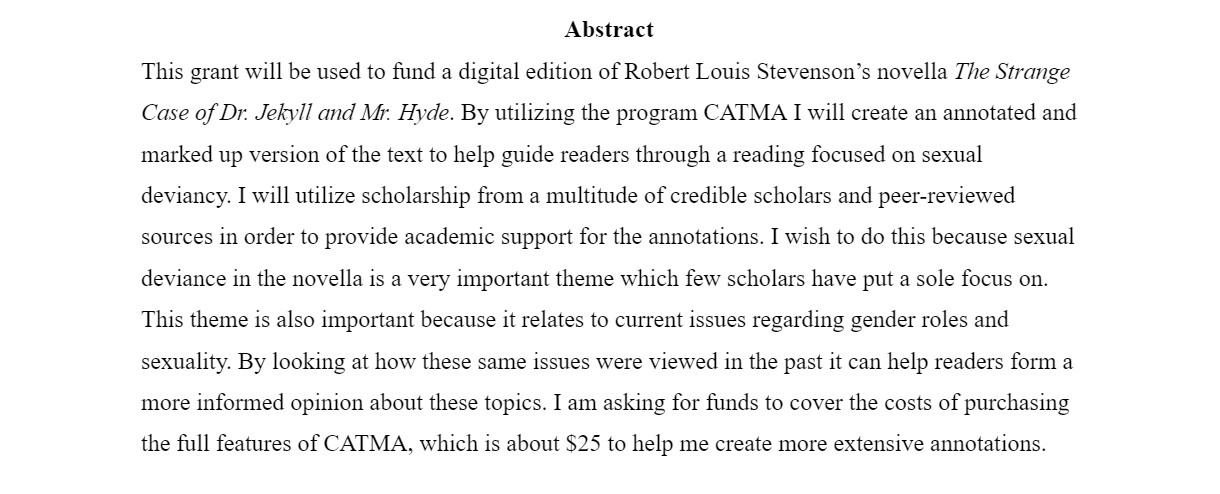 Abstract
This grant will be used to fund a digital edition of Robert Louis Stevenson’s novella The Strange
Case of Dr. Jekyll and Mr. Hyde. By utilizing the program CATMA I will create an annotated and
marked up version of the text to help guide readers through a reading focused on sexual
deviancy. I will utilize scholarship from a multitude of credible scholars and peer-reviewed
sources in order to provide academic support for the annotations. I wish to do this because sexual
deviance in the novella is a very important theme which few scholars have put a sole focus on.
This theme is also important because it relates to current issues regarding gender roles and
sexuality. By looking at how these same issues were viewed in the past it can help readers form a
more informed opinion about these topics. I am asking for funds to cover the costs of purchasing
the full features of CATMA, which is about $25 to help me create more extensive annotations.